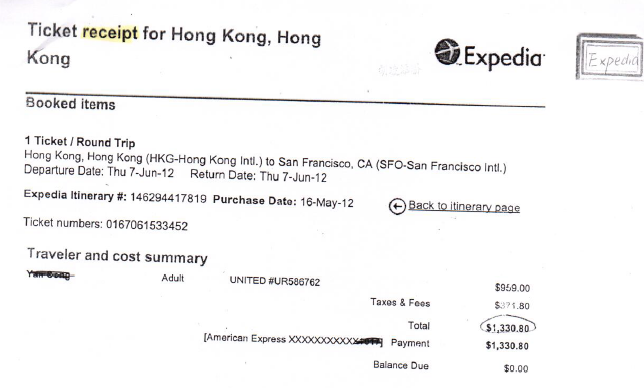 Ticket receipt for Hong Kong, Hong
Kong
Expedia
Expedia
Booked items
1 Ticket / Round Trip
Hong Kong, Hong Kong (HKG-Hong Kong Intl.) to San Francisco, CA (SFO-San Francisco Intl.)
Departure Date: Thu 7-Jun-12 Return Date: Thu 7-Jun-12
Expedia Itinerary #: 146294417819 Purchase Date: 16-May-12
Back to itinerary page
Ticket numbers: 0167061533452
Traveler and cost summary
Adult UNITED #UR586762 $959.00
Taxes & Fees $371.80
Total $1,330.80
[American Express XXXXXXXXXXX Payment $1,330.80
Balance Due $0.00